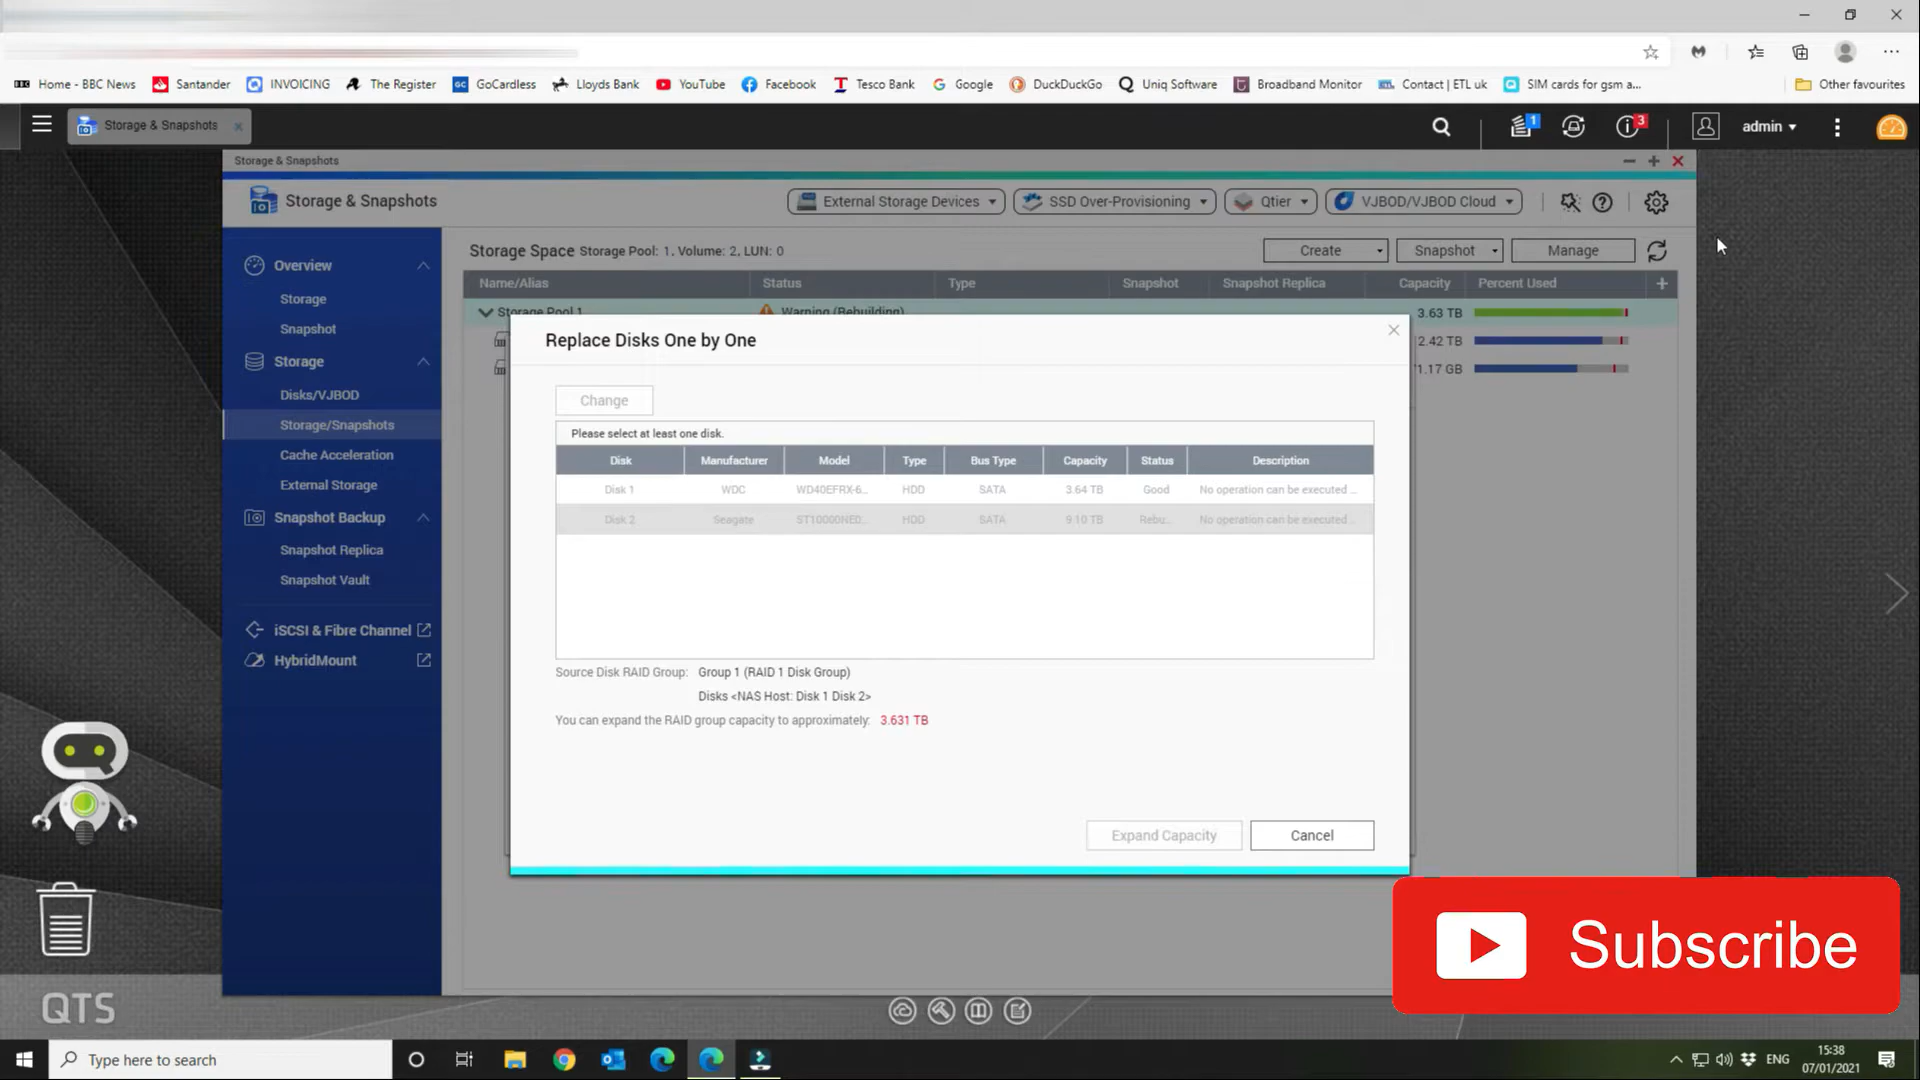 Home - BBC News
Santander
INVOICING
The Register
GoCardless
Lloyds Bank
YouTube
Facebook
Tesco Bank
Google
DuckDuckGo
Uniq Software
Broadband Monitor
Contact | ETL uk
SIM cards for gsm a...
Other favourites
Storage & Snapshots
1
3
admin
Storage & Snapshots
Storage & Snapshots
External Storage Devices
SSD Over-Provisioning
Qtier
VJBOD/VJBOD Cloud
Overview
Storage
Snapshot
Storage
Disks/VJBOD
Storage/Snapshots
Cache Acceleration
External Storage
Snapshot Backup
Snapshot Replica
Snapshot Vault
iSCSI & Fibre Channel
HybridMount
Storage Space Storage Pool: 1, Volume: 2, LUN: 0
Create
Snapshot
Manage
Name/Alias Status Type Snapshot Snapshot Replica Capacity Percent Used
Storage Pool 1 Warning (Rebuilding) 3.63 TB
2.42 TB
1.17 GB
Replace Disks One by One
Change
Please select at least one disk.
Disk Manufacturer Model Type Bus Type Capacity Status Description
Disk 1 WDC WD40EFRX-6... HDD SATA 3.64 TB Good No operation can be executed ...
Disk 2 Seagate ST10000NE0... HDD SATA 9.10 TB Rebu... No operation can be executed ...
Source Disk RAID Group: Group 1 (RAID 1 Disk Group)
Disks <NAS Host: Disk 1 Disk 2>
You can expand the RAID group capacity to approximately: 3.631 TB
Expand Capacity
Cancel
Subscribe
QTS
Type here to search
ENG
15:38
07/01/2021